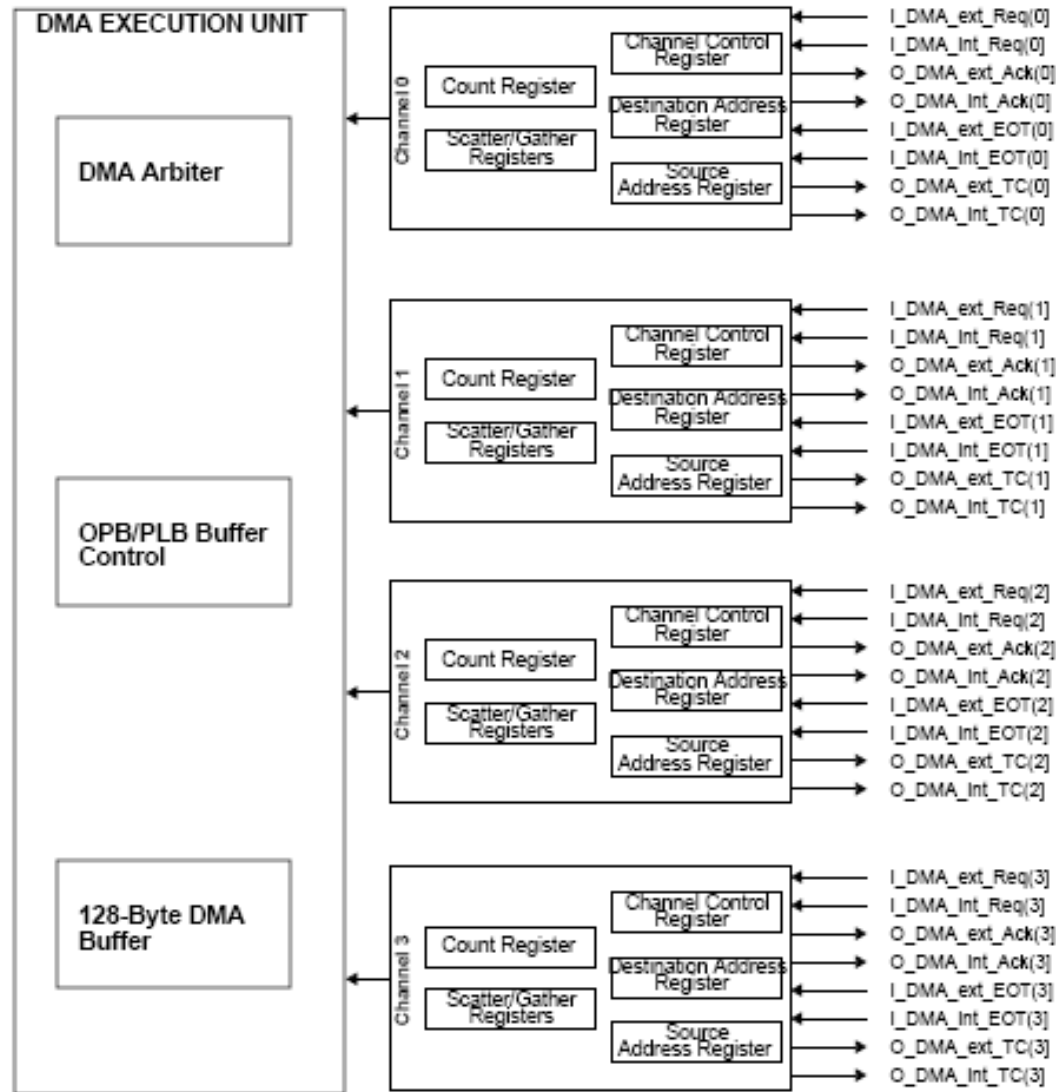 DMA EXECUTION UNIT
DMA Arbiter
OPB/PLB Buffer
Control
128-Byte DMA
Buffer
Channel 0
Count Register
Scatter/Gather
Registers
Channel Control
Register
Destination Address
Register
Source
Address Register
I_DMA_ext_Req(0]
I_DMA_Int_Req(0]
O_DMA_ext_Ack(0]
O_DMA_Int_Ack(0]
I_DMA_ext_EOT(0]
I_DMA_Int_EOT(0]
O_DMA_ext_TC(0]
O_DMA_Int_TC(0]
Channel 1
Count Register
Scatter/Gather
Registers
Channel Control
Register
Destination Address
Register
Source
Address Register
I_DMA_ext_Req(1]
I_DMA_Int_Req(1]
O_DMA_ext_Ack(1]
O_DMA_Int_Ack(1]
I_DMA_ext_EOT(1]
I_DMA_Int_EOT(1]
O_DMA_ext_TC(1]
O_DMA_Int_TC(1]
Channel 2
Count Register
Scatter/Gather
Registers
Channel Control
Register
Destination Address
Register
Source
Address Register
I_DMA_ext_Req(2]
I_DMA_Int_Req(2]
O_DMA_ext_Ack(2]
O_DMA_Int_Ack(2]
I_DMA_ext_EOT(2]
I_DMA_Int_EOT(2]
O_DMA_ext_TC(2]
O_DMA_Int_TC(2]
Channel 3
Count Register
Scatter/Gather
Registers
Channel Control
Register
Destination Address
Register
Source
Address Register
I_DMA_ext_Req(3]
I_DMA_Int_Req(3]
O_DMA_ext_Ack(3]
O_DMA_Int_Ack(3]
I_DMA_ext_EOT(3]
I_DMA_Int_EOT(3]
O_DMA_ext_TC(3]
O_DMA_Int_TC(3]